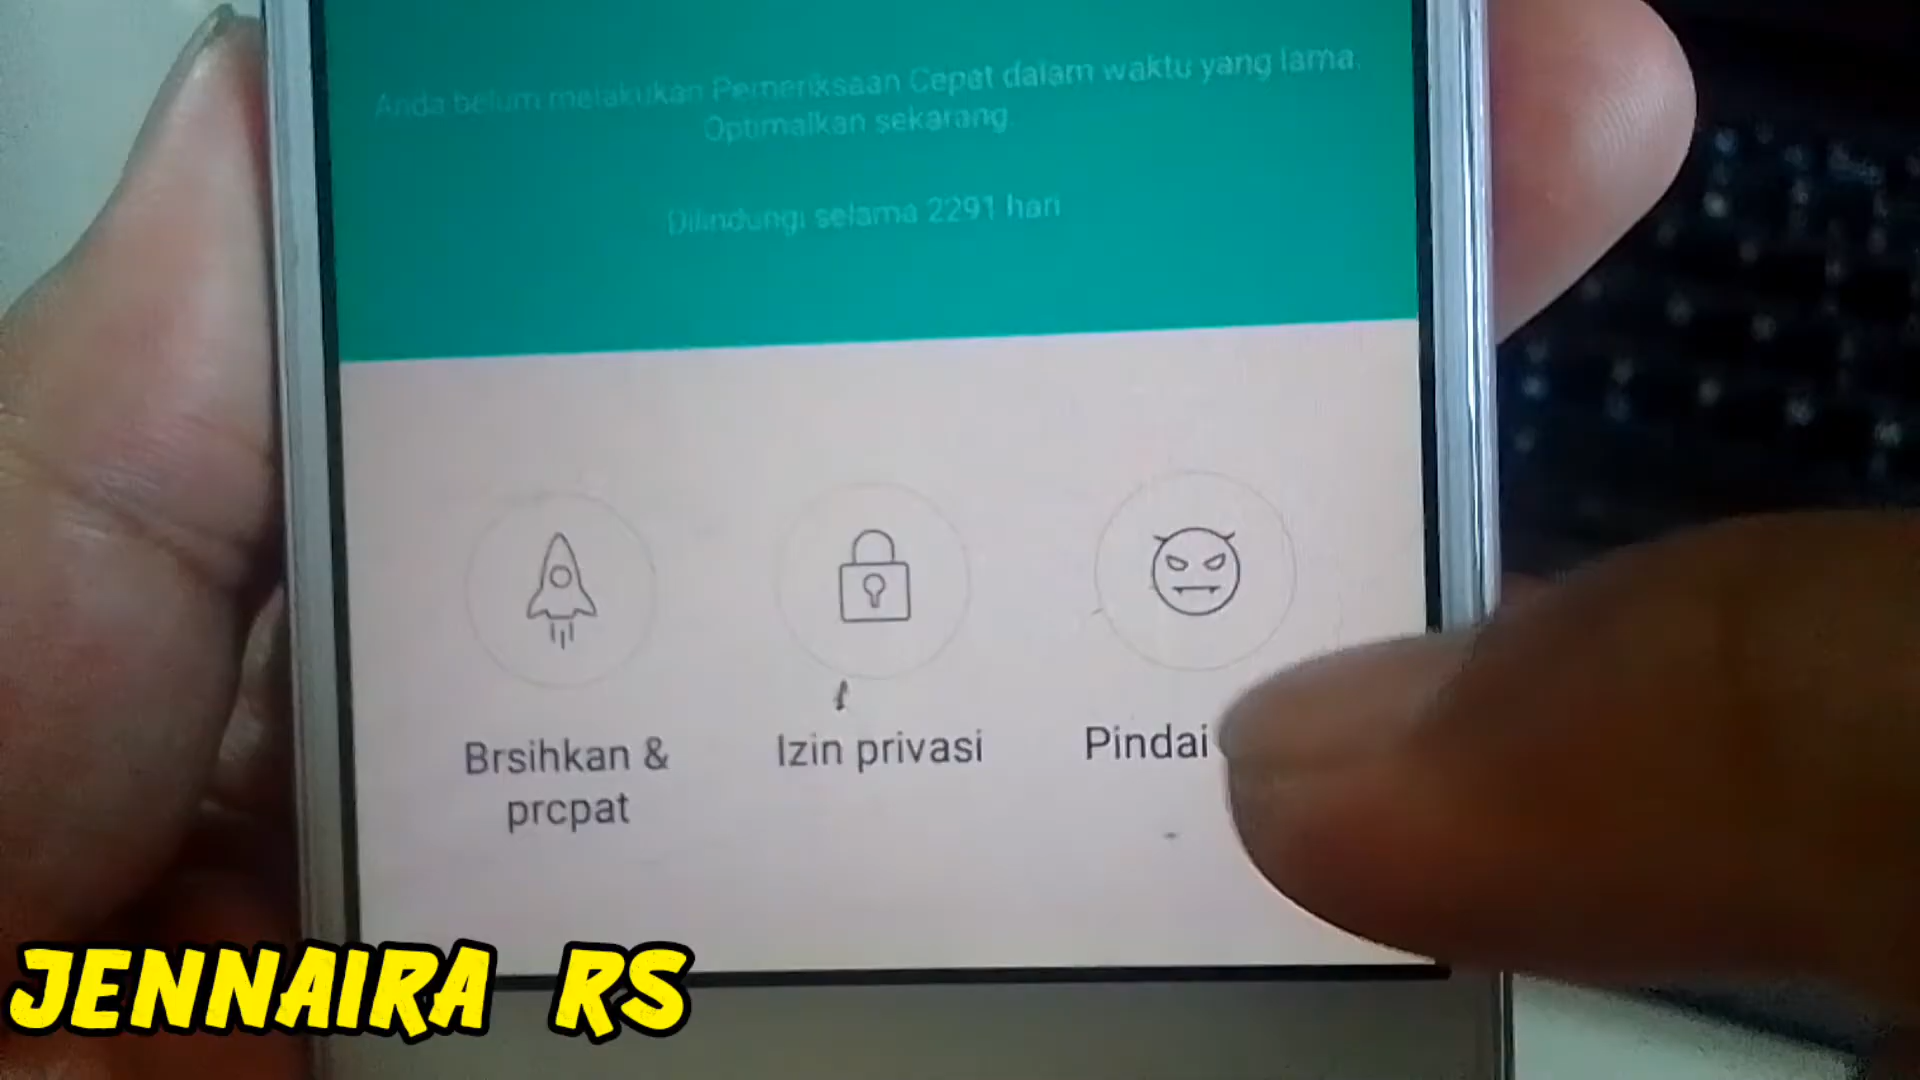 Anda belum melakukan Pemeriksaan Cepat dalam waktu yang lama.
Optimalkan sekarang.
Dilindungi selama 2291 hari
Brsihkan &
prcpat
Izin privasi
Pindai
JENNAIRA RS